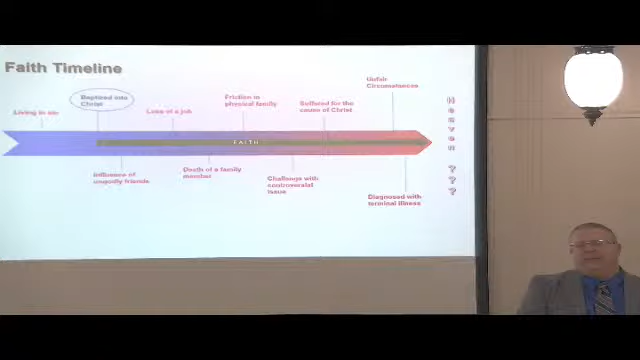 Faith Timeline
Unfair
Circumstances
Baptized into
Christ
Friction in
physical family
Suffered for the
cause of Christ
Living in sin
Loss of a job
FAITH
Influence of
ungodly friends
Death of a family
member
Challenge with
controversial
issue
Diagnosed with
terminal illness
Heaven
???